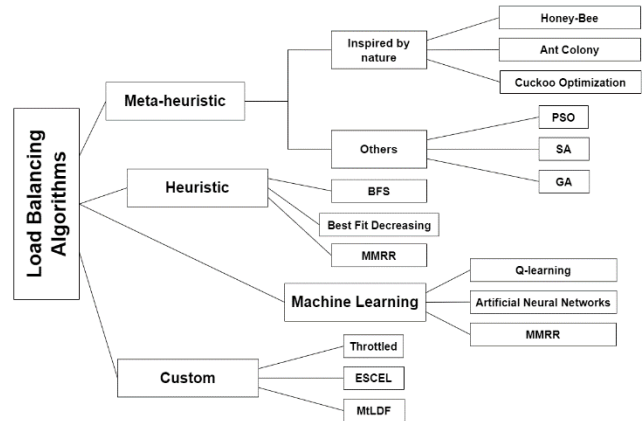 Load Balancing
Algorithms
Meta-heuristic
Inspired by
nature
Honey-Bee
Ant Colony
Cuckoo Optimization
Others
PSO
SA
GA
Heuristic
BFS
Best Fit Decreasing
MMRR
Machine Learning
Q-learning
Artificial Neural Networks
MMRR
Custom
Throttled
ESCEL
MtLDF